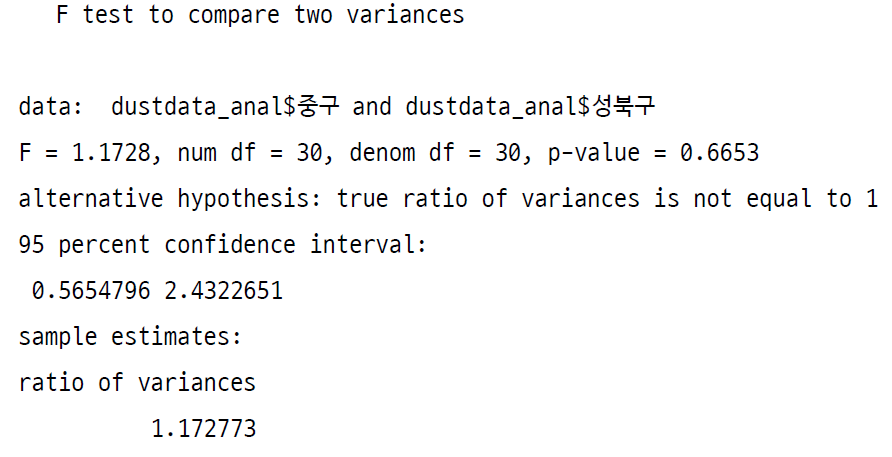 F test to compare two variances
data:  dustdata_anal$중구 and dustdata_anal$성북구
F = 1.1728, num df = 30, denom df = 30, p-value = 0.6653
alternative hypothesis: true ratio of variances is not equal to 1
95 percent confidence interval:
0.5654796 2.4322651
sample estimates:
ratio of variances
1.172773